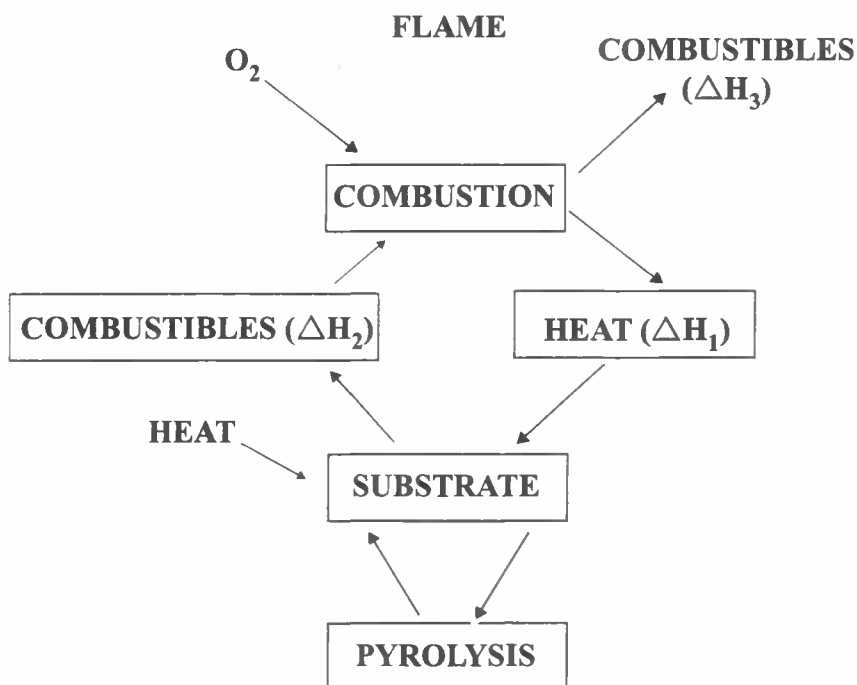 FLAME
O₂
COMBUSTIBLES
(△H₃)
COMBUSTION
COMBUSTIBLES (△H₂)
HEAT (△H₁)
HEAT
SUBSTRATE
PYROLYSIS